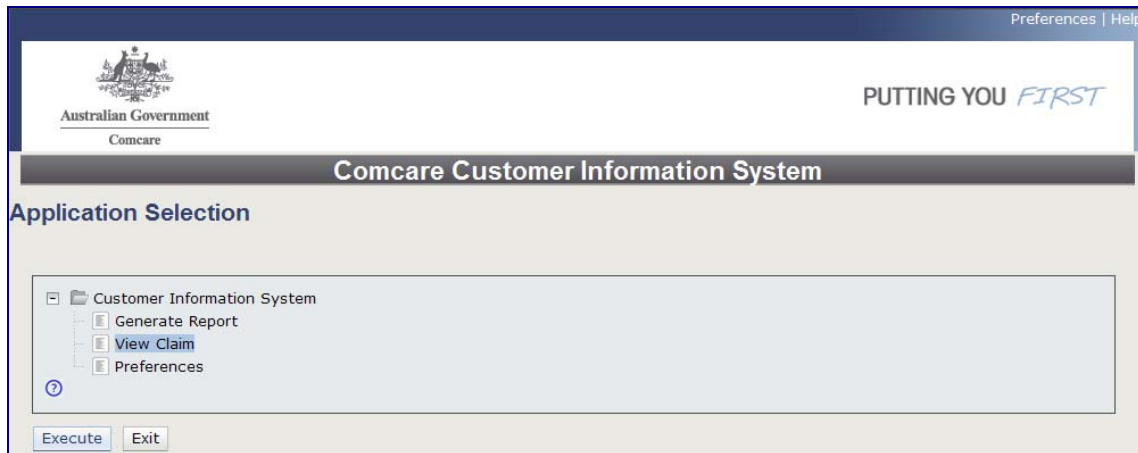 Preferences | Help
Australian Government
Comcare
PUTTING YOU FIRST
Comcare Customer Information System
Application Selection
Customer Information System
Generate Report
View Claim
Preferences
?
Execute Exit